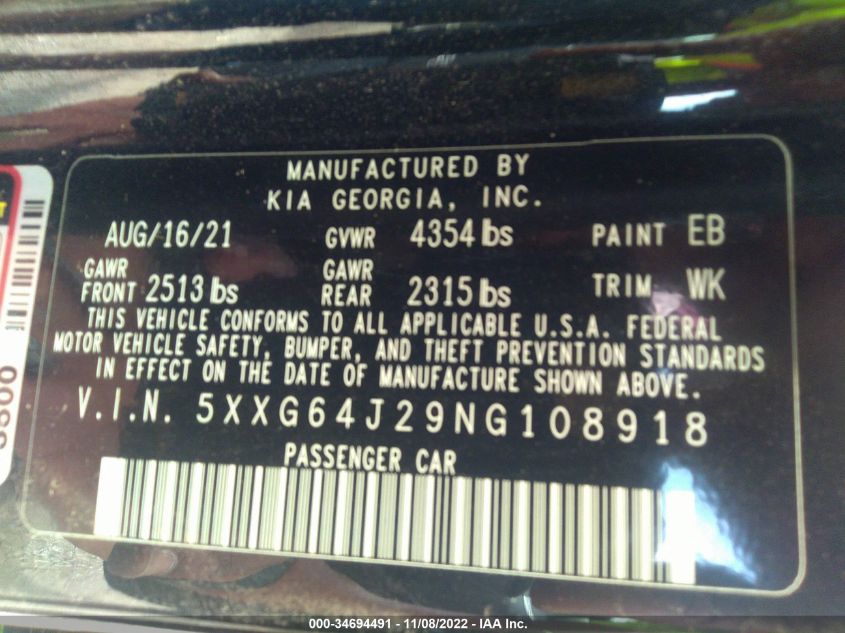 MANUFACTURED BY
KIA GEORGIA, INC.
AUG/16/21 GVWR 4354 lbs PAINT EB
GAWR FRONT 2513 lbs GAWR REAR 2315 lbs TRIM WK
THIS VEHICLE CONFORMS TO ALL APPLICABLE U.S.A. FEDERAL
MOTOR VEHICLE SAFETY, BUMPER, AND THEFT PREVENTION STANDARDS
IN EFFECT ON THE DATE OF MANUFACTURE SHOWN ABOVE.
V.I.N. 5XXG64J29NG108918
PASSENGER CAR
000-34694491 - 11/08/2022 - IAA Inc.